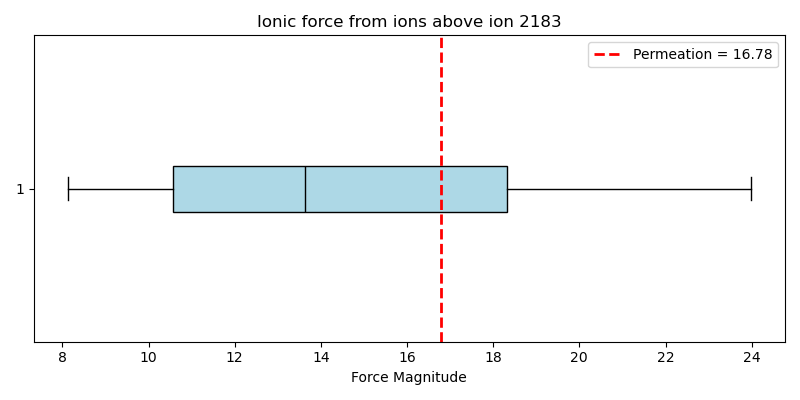 Ionic force from ions above ion 2183
Permeation = 16.78
1
8 10 12 14 16 18 20 22 24
Force Magnitude